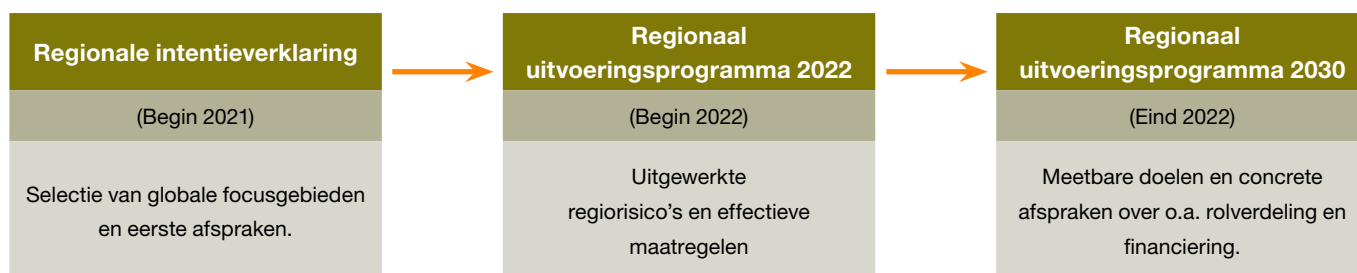 Regionale intentieverklaring
(Begin 2021)
Selectie van globale focusgebieden
en eerste afspraken.
Regionaal
uitvoeringsprogramma 2022
(Begin 2022)
Uitgewerkte
regiorisico's en effectieve
maatregelen
Regionaal
uitvoeringsprogramma 2030
(Eind 2022)
Meetbare doelen en concrete
afspraken over o.a. rolverdeling en
financiering.